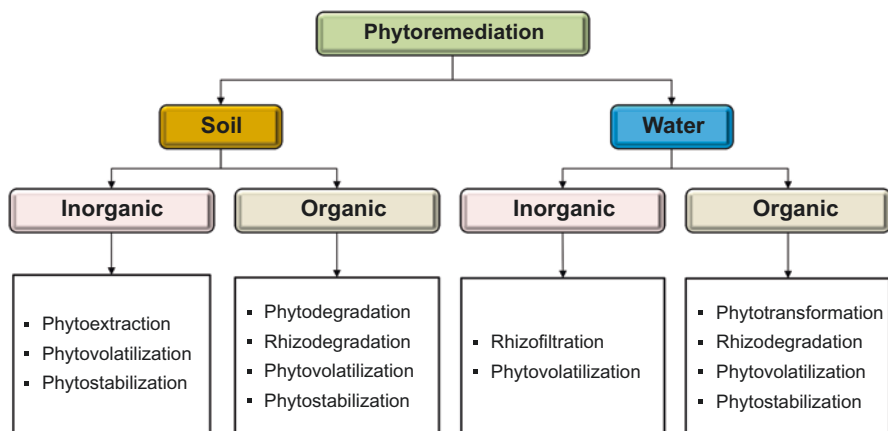 Phytoremediation
Soil
Water
Inorganic
Organic
Inorganic
Organic
▪ Phytoextraction
▪ Phytovolatilization
▪ Phytostabilization
▪ Phytodegradation
▪ Rhizodegradation
▪ Phytovolatilization
▪ Phytostabilization
▪ Rhizofiltration
▪ Phytovolatilization
▪ Phytotransformation
▪ Rhizodegradation
▪ Phytovolatilization
▪ Phytostabilization